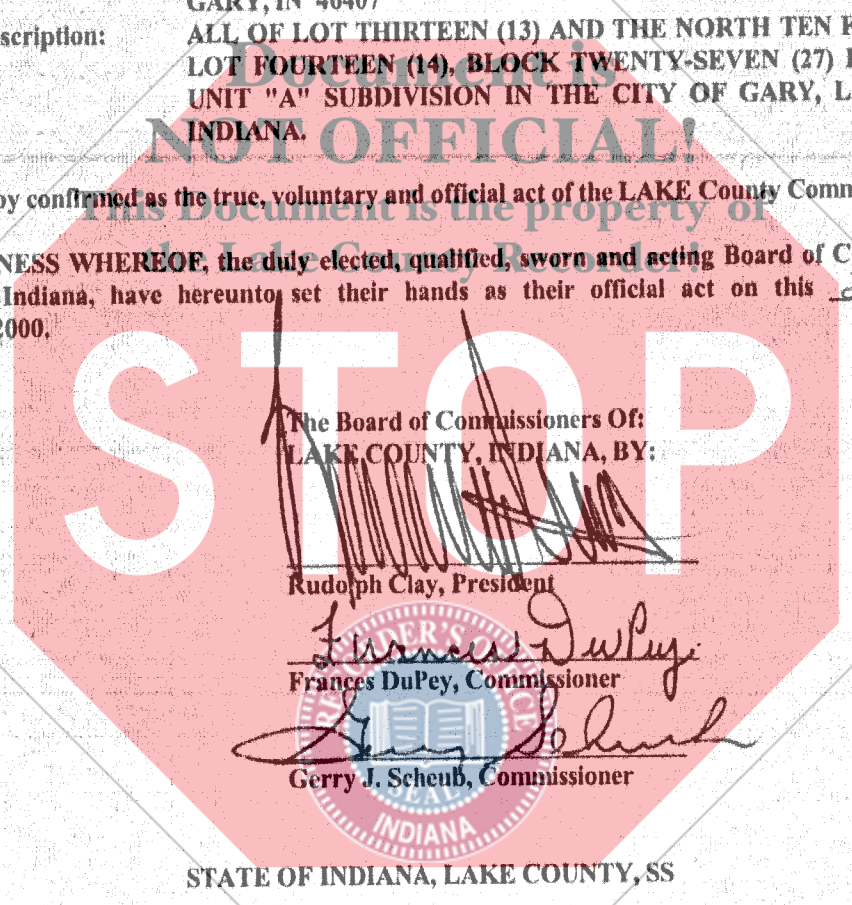 GARY, IN 46407
scription: ALL OF LOT THIRTEEN (13) AND THE NORTH TEN F
LOT FOURTEEN (14), BLOCK TWENTY-SEVEN (27) I
UNIT "A" SUBDIVISION IN THE CITY OF GARY, L
INDIANA.
Document is
NOT OFFICIAL!
This Document is the property of
the Lake County Recorder!
by confirmed as the true, voluntary and official act of the LAKE County Comm
NESS WHEREOF, the duly elected, qualified, sworn and acting Board of C
Indiana, have hereunto set their hands as their official act on this
2000.
STOP
The Board of Commissioners Of:
LAKE COUNTY, INDIANA, BY:
Rudolph Clay, President
Frances DuPey
Frances DuPey, Commissioner
Gerry Scheub
Gerry J. Scheub, Commissioner
RECORDER'S OFFICE
SEAL
INDIANA
STATE OF INDIANA, LAKE COUNTY, SS